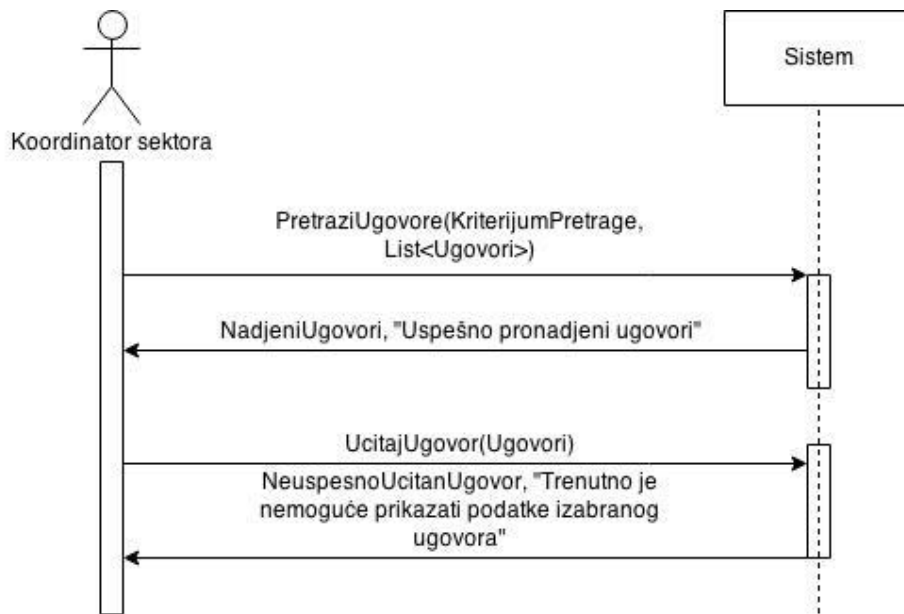 Sistem
Koordinator sektora
PretraziUgovore(KriterijumPretrage,
List<Ugovori>)
NadjeniUgovori, "Uspešno pronadjeni ugovori"
UcitajUgovor(Ugovori)
NeuspesnoUcitanUgovor, "Trenutno je
nemoguće prikazati podatke izabranog
ugovora"